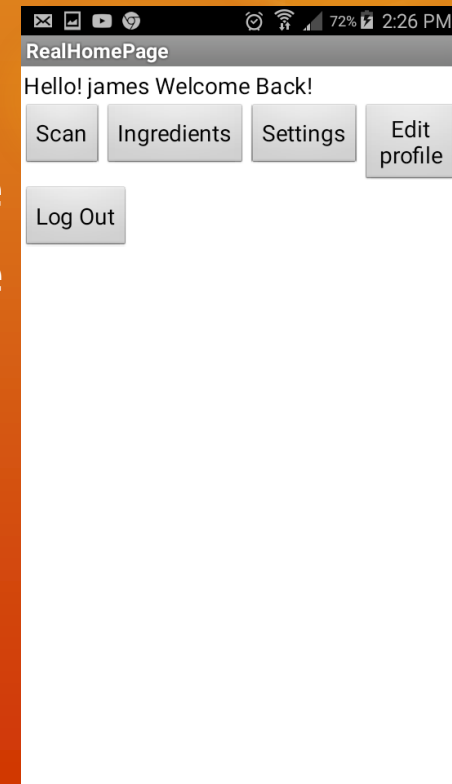 72% 2:26 PM
RealHomePage
Hello! james Welcome Back!
Scan Ingredients Settings Edit profile
Log Out